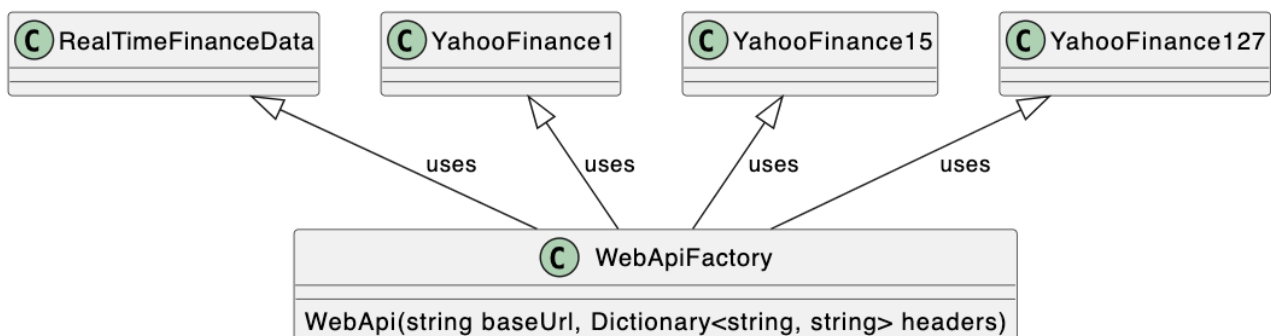 C RealTimeFinanceData
C YahooFinance1
C YahooFinance15
C YahooFinance127
uses
uses
uses
uses
C WebApiFactory
WebApi(string baseUrl, Dictionary<string, string> headers)